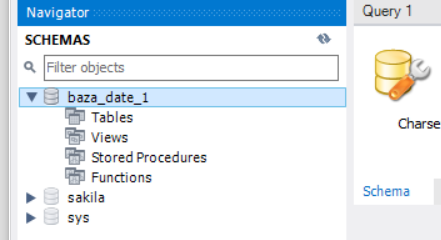 Navigator
SCHEMAS
Filter objects
baza_date_1
Tables
Views
Stored Procedures
Functions
sakila
sys
Query 1
Charse
Schema